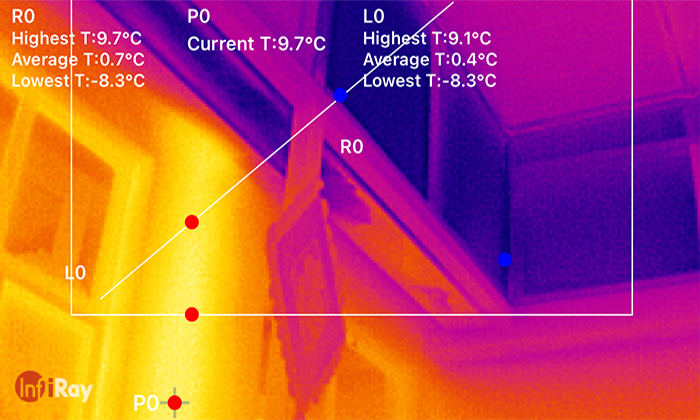 R0
Highest T:9.7°C
Average T:0.7°C
Lowest T:-8.3°C
P0
Current T:9.7°C
L0
Highest T:9.1°C
Average T:0.4°C
Lowest T:-8.3°C
R0
L0
P0
InfiRay